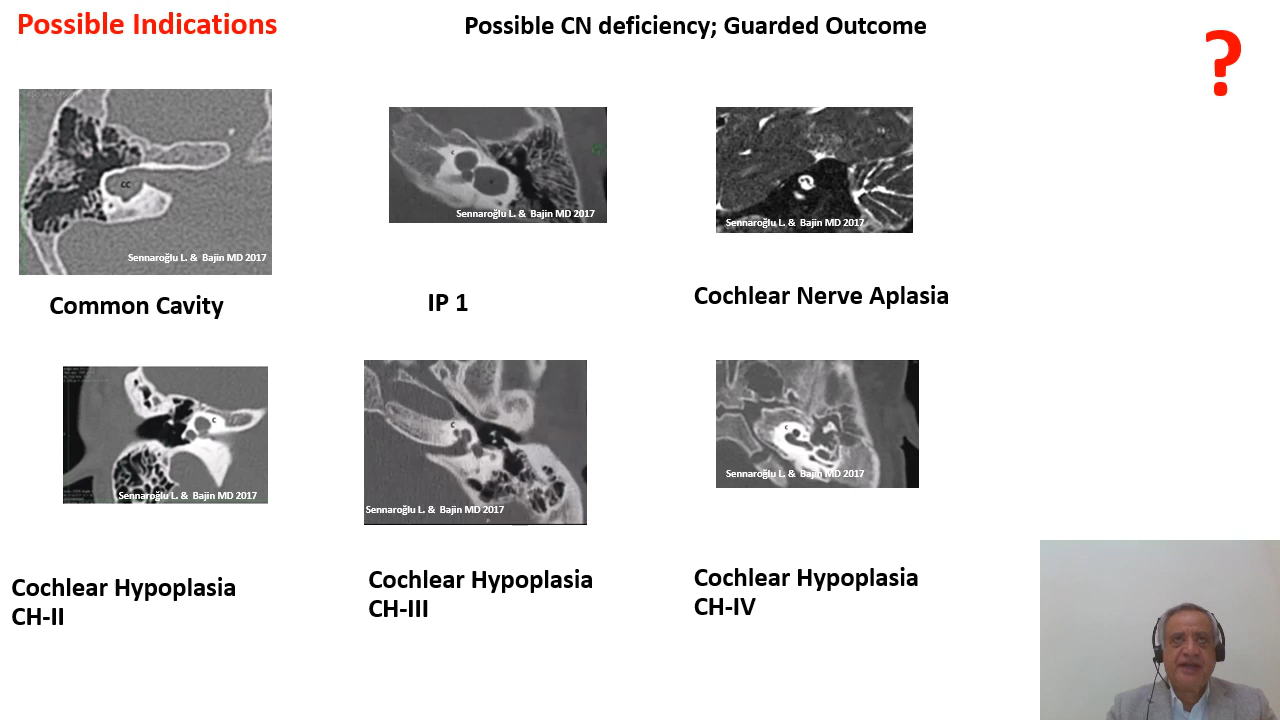 Possible Indications
Possible CN deficiency; Guarded Outcome
?
CC
Sennaroğlu L. & Bajin MD 2017
Common Cavity
c
Sennaroğlu L. & Bajin MD 2017
IP 1
Sennaroğlu L. & Bajin MD 2017
Cochlear Nerve Aplasia
C
Sennaroğlu L. & Bajin MD 2017
Cochlear Hypoplasia
CH-II
C
Sennaroğlu L. & Bajin MD 2017
Cochlear Hypoplasia
CH-III
c
Sennaroğlu L. & Bajin MD 2017
Cochlear Hypoplasia
CH-IV